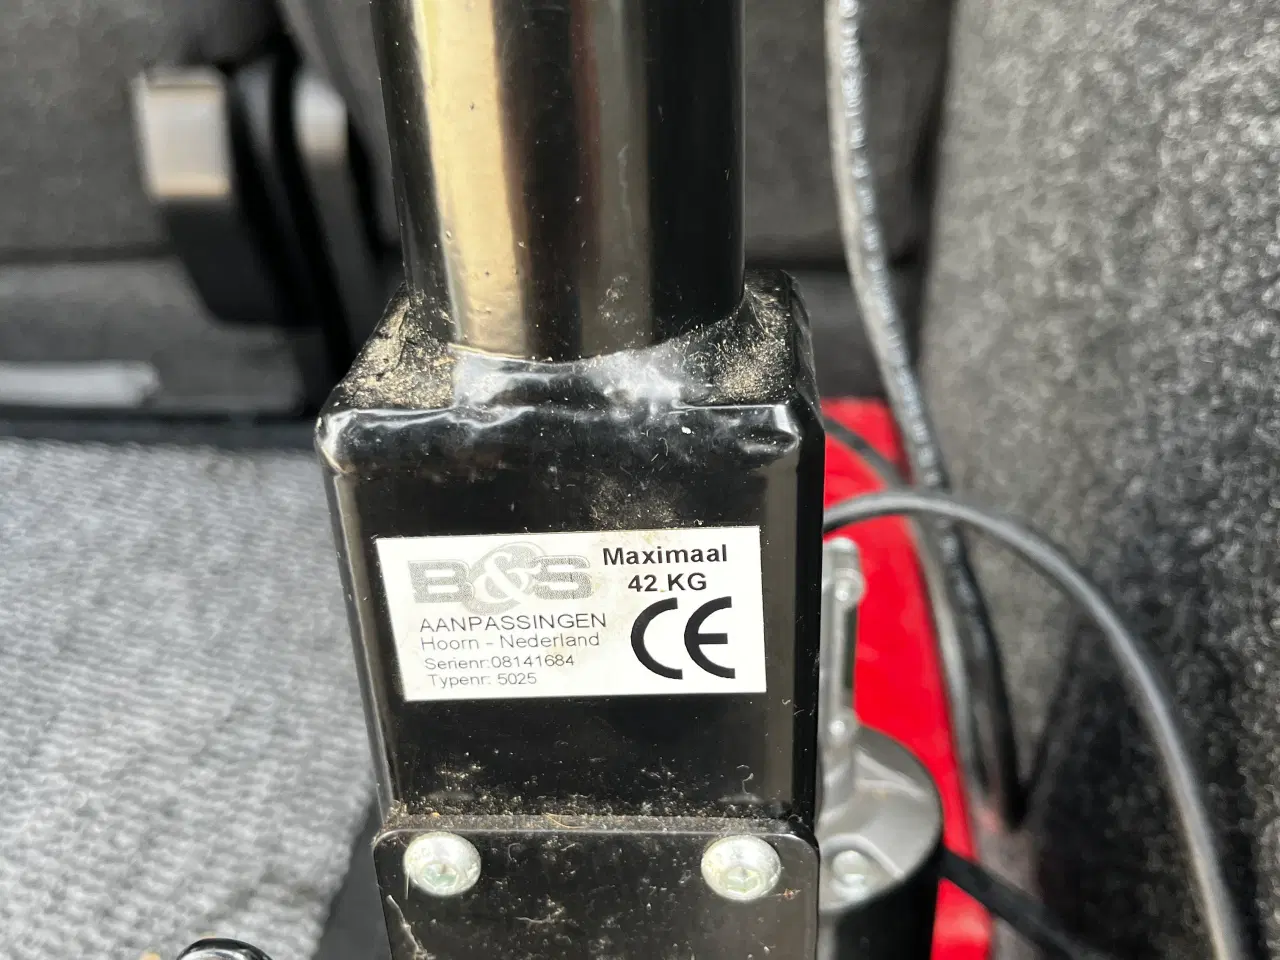 B&S
Maximaal
42 KG
AANPASSINGEN
Hoorn - Nederland
Serienr:08141684
Typenr: 5025
CE